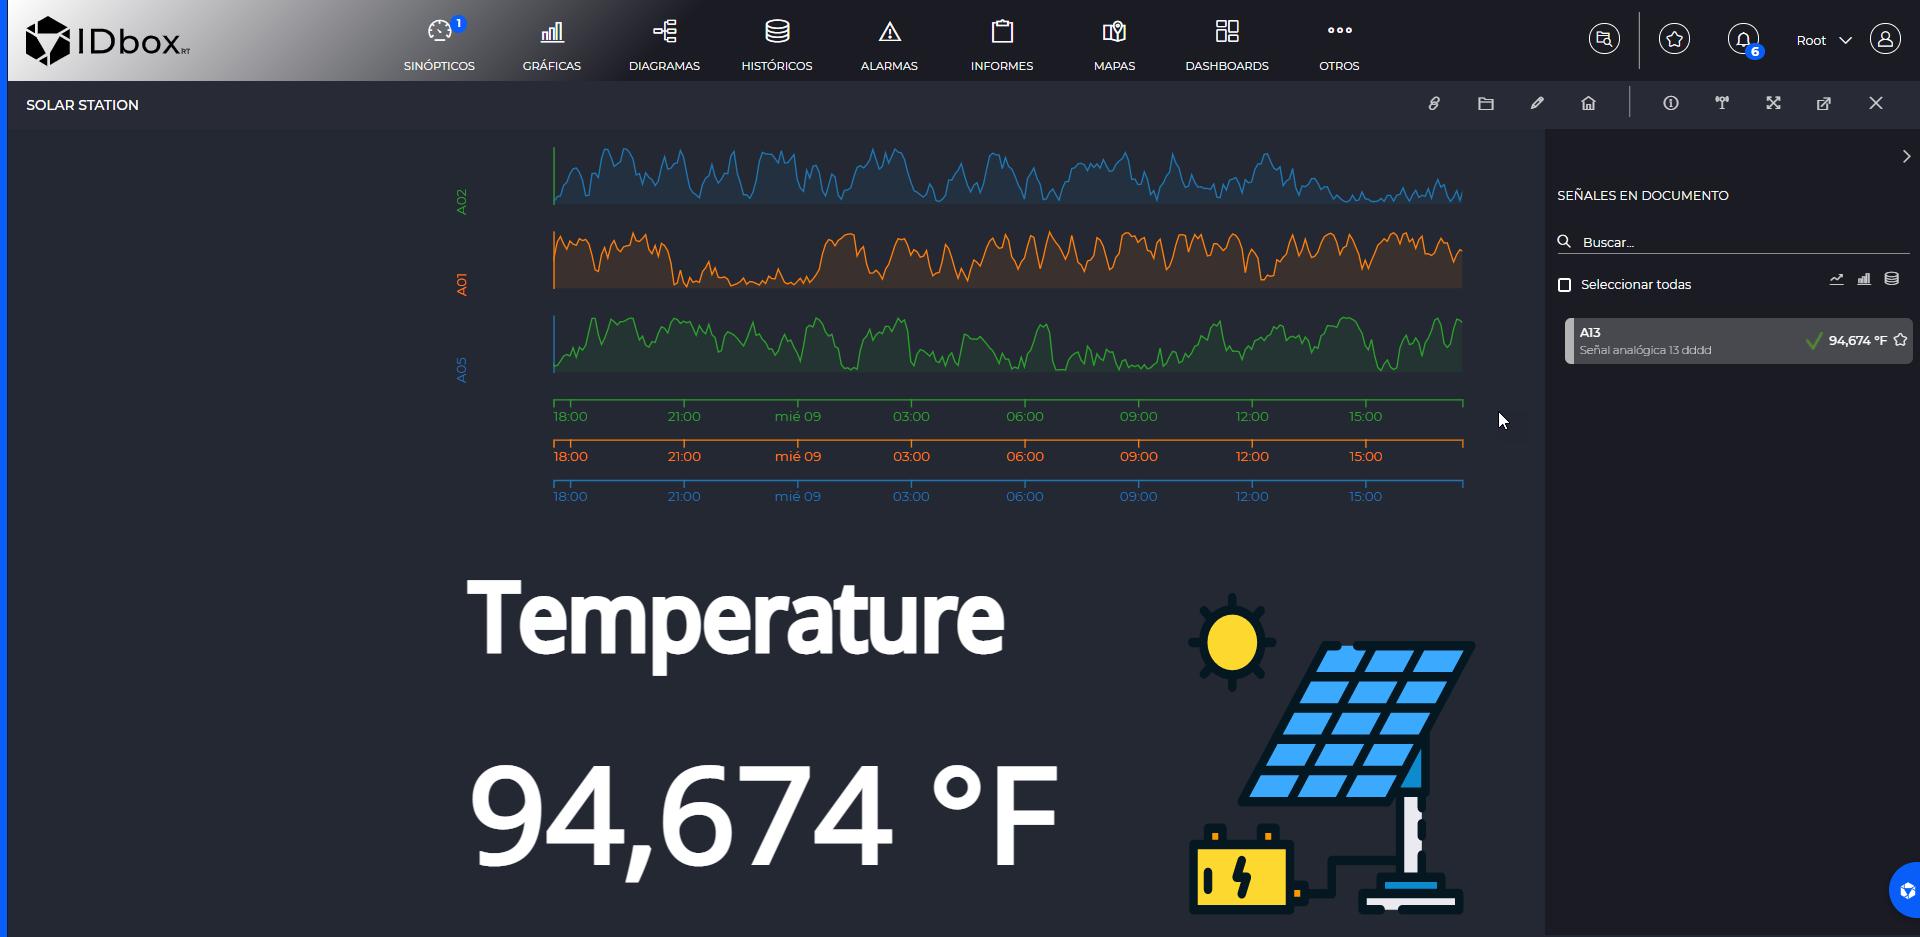 IDbox RT
1
SINÓPTICOS GRÁFICAS DIAGRAMAS HISTÓRICOS ALARMAS INFORMES MAPAS DASHBOARDS OTROS
6
Root
SOLAR STATION
A02
A01
A05
18:00 21:00 mié 09 03:00 06:00 09:00 12:00 15:00
18:00 21:00 mié 09 03:00 06:00 09:00 12:00 15:00
18:00 21:00 mié 09 03:00 06:00 09:00 12:00 15:00
Temperature
94,674 °F
SEÑALES EN DOCUMENTO
Buscar...
Seleccionar todas
A13
Señal analógica 13 dddd
94,674 °F